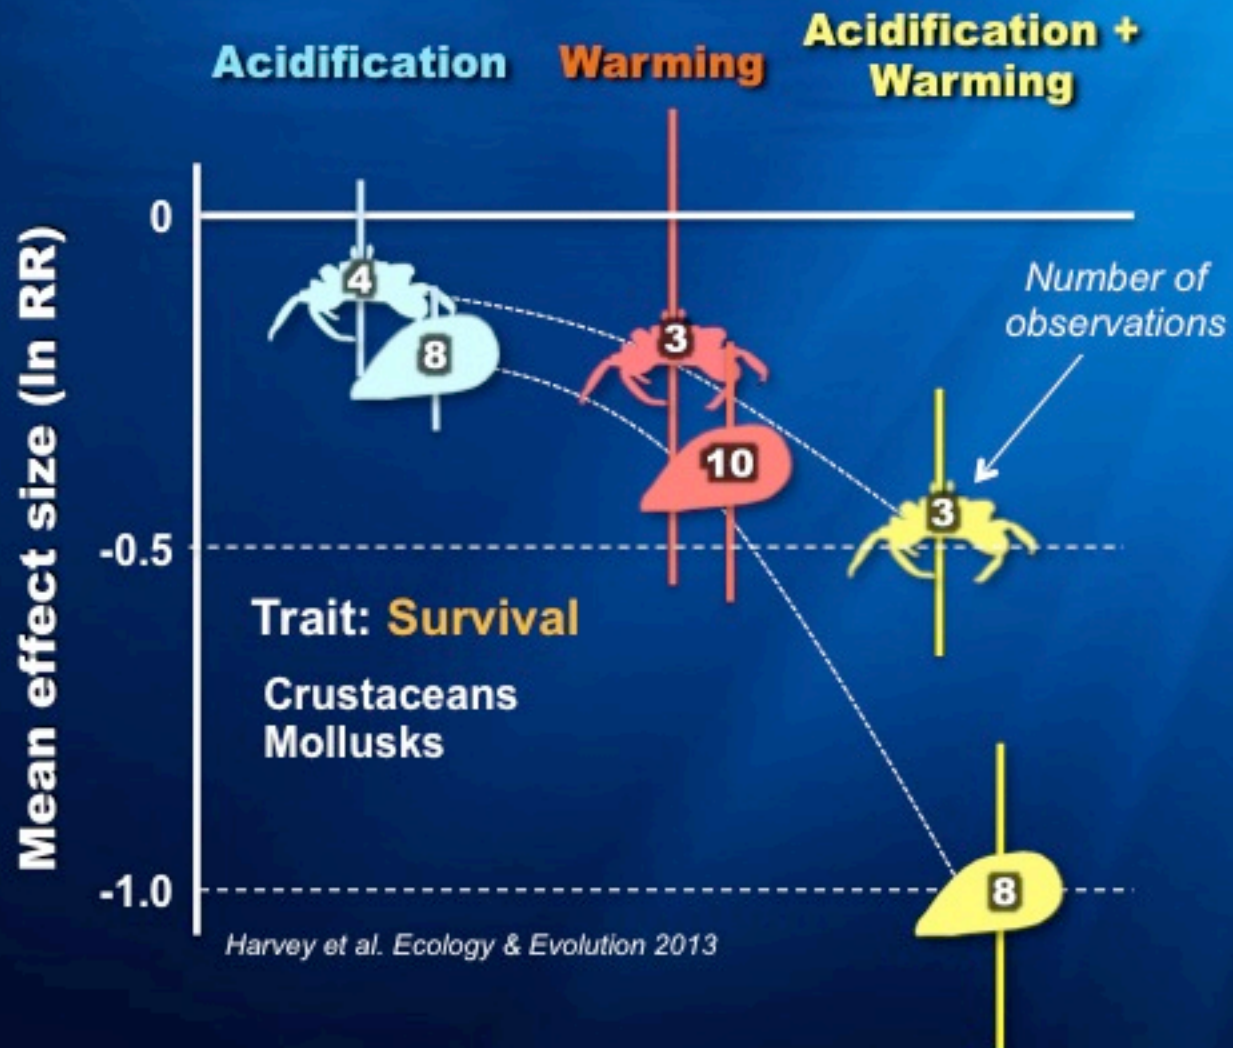 Acidification
Warming
Acidification +
Warming
Mean effect size (ln RR)
0
-0.5
-1.0
4
8
3
10
3
8
Number of
observations
Trait: Survival
Crustaceans
Mollusks
Harvey et al. Ecology & Evolution 2013